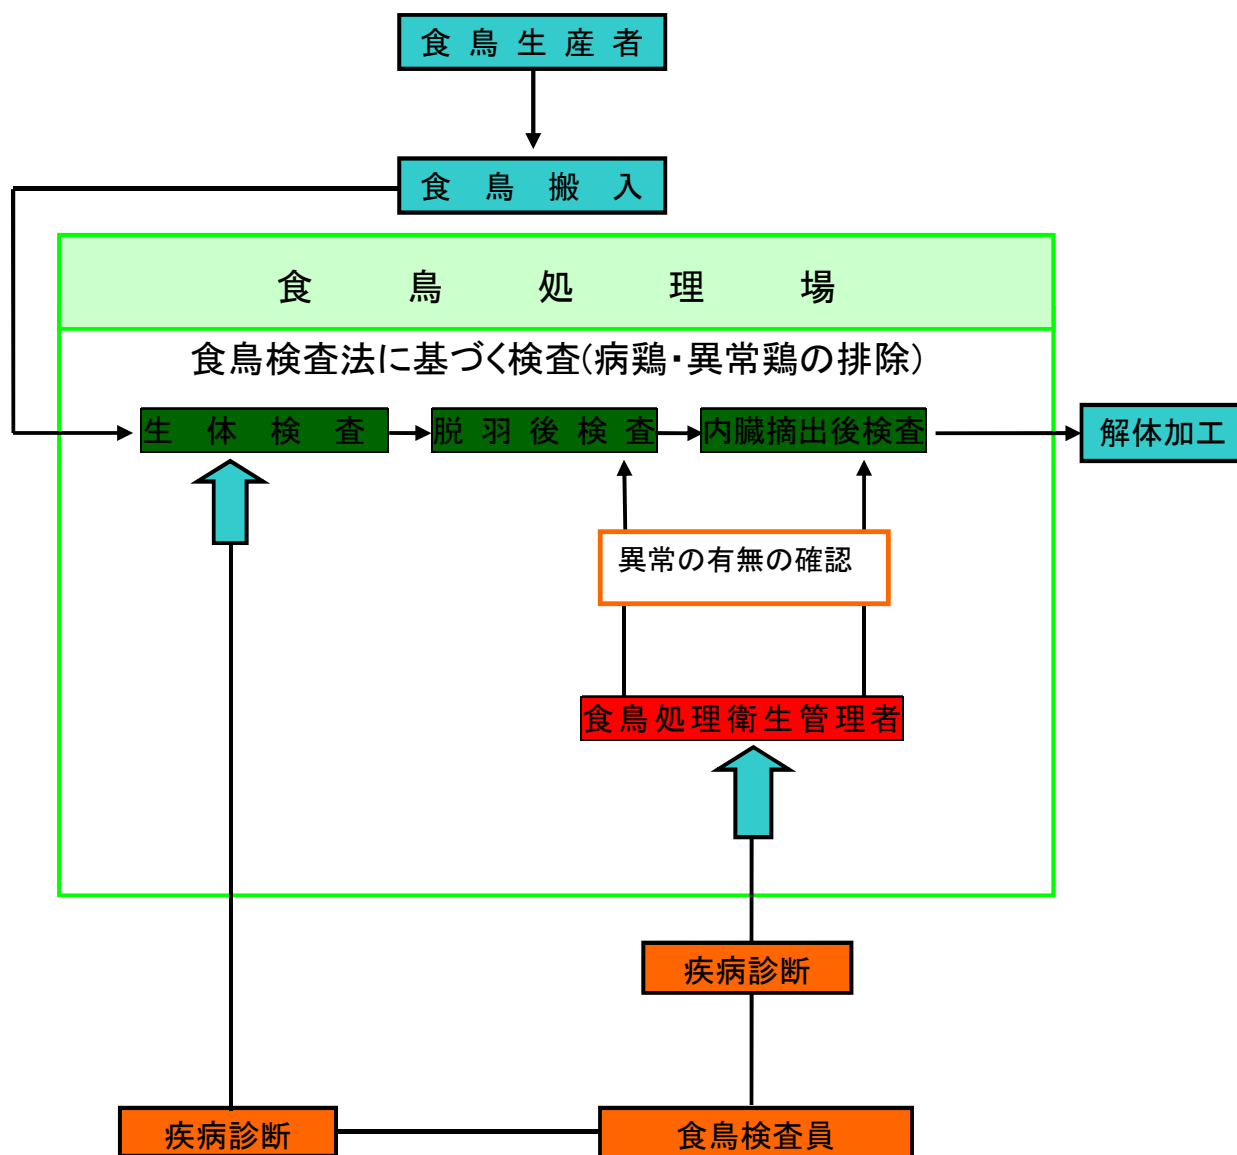 食鳥生産者
食鳥搬入
食鳥処理場
食鳥検査法に基づく検査(病鶏・異常鶏の排除)
生体検査
脱羽後検査
内臓摘出後検査
解体加工
異常の有無の確認
食鳥処理衛生管理者
疾病診断
疾病診断
食鳥検査員